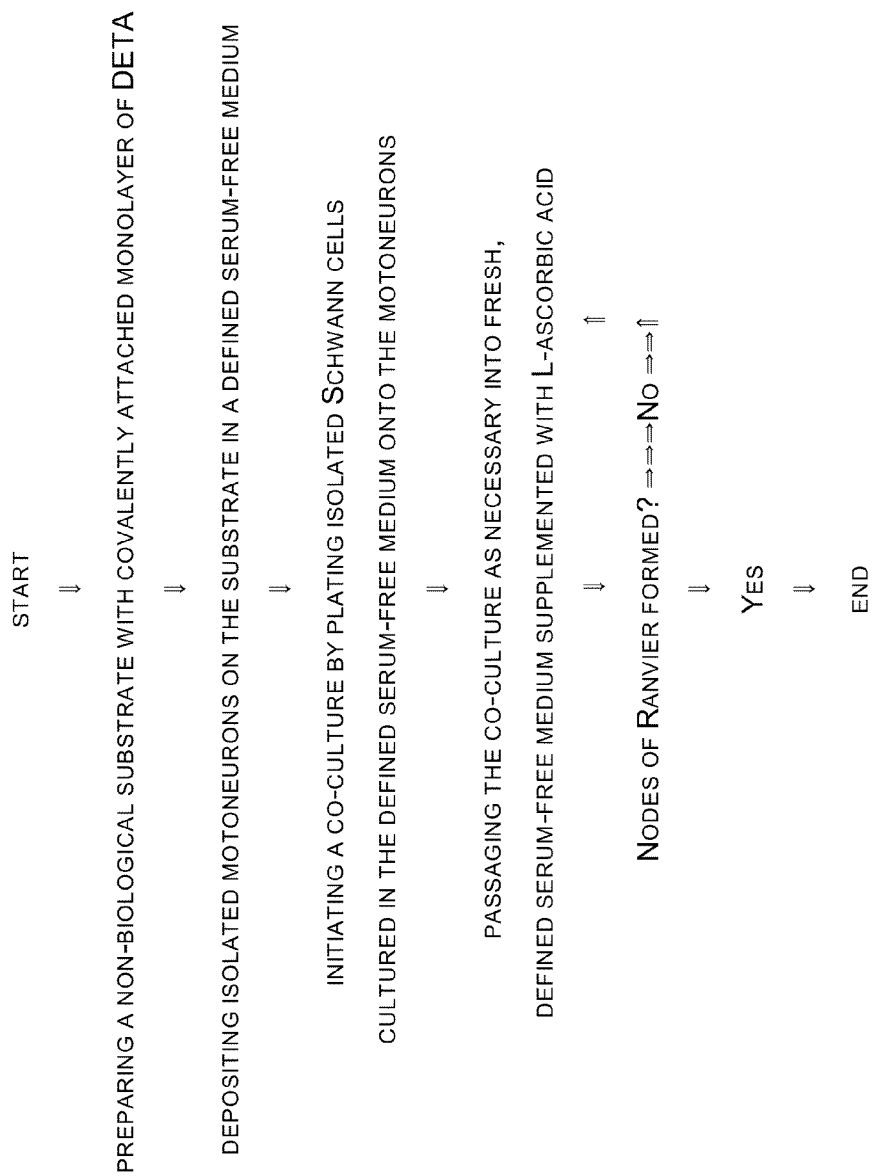 START
⇓
PREPARING A NON-BIOLOGICAL SUBSTRATE WITH COVALENTLY ATTACHED MONOLAYER OF DETA
⇓
DEPOSITING ISOLATED MOTONEURONS ON THE SUBSTRATE IN A DEFINED SERUM-FREE MEDIUM
⇓
INITIATING A CO-CULTURE BY PLATING ISOLATED SCHWANN CELLS
CULTURED IN THE DEFINED SERUM-FREE MEDIUM ONTO THE MOTONEURONS
⇓
PASSAGING THE CO-CULTURE AS NECESSARY INTO FRESH,
DEFINED SERUM-FREE MEDIUM SUPPLEMENTED WITH L-ASCORBIC ACID
⇓ ⇑
NODES OF RANVIER FORMED? ⇒⇒⇒⇒NO ⇒⇒⇑
⇓
YES
⇓
END